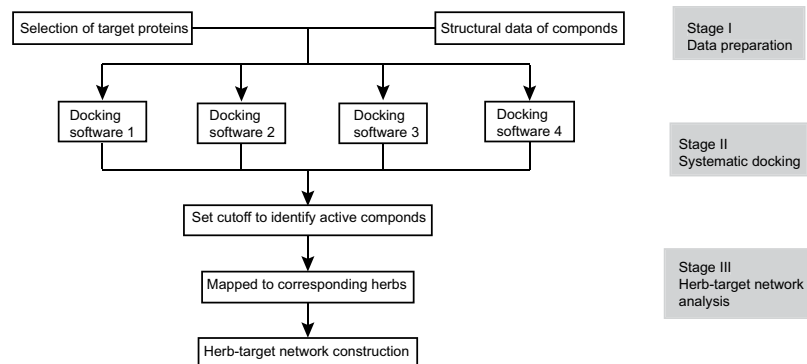 Selection of target proteins
Structural data of componds
Stage I
Data preparation
Docking
software 1
Docking
software 2
Docking
software 3
Docking
software 4
Stage II
Systematic docking
Set cutoff to identify active componds
Mapped to corresponding herbs
Stage III
Herb-target network
analysis
Herb-target network construction